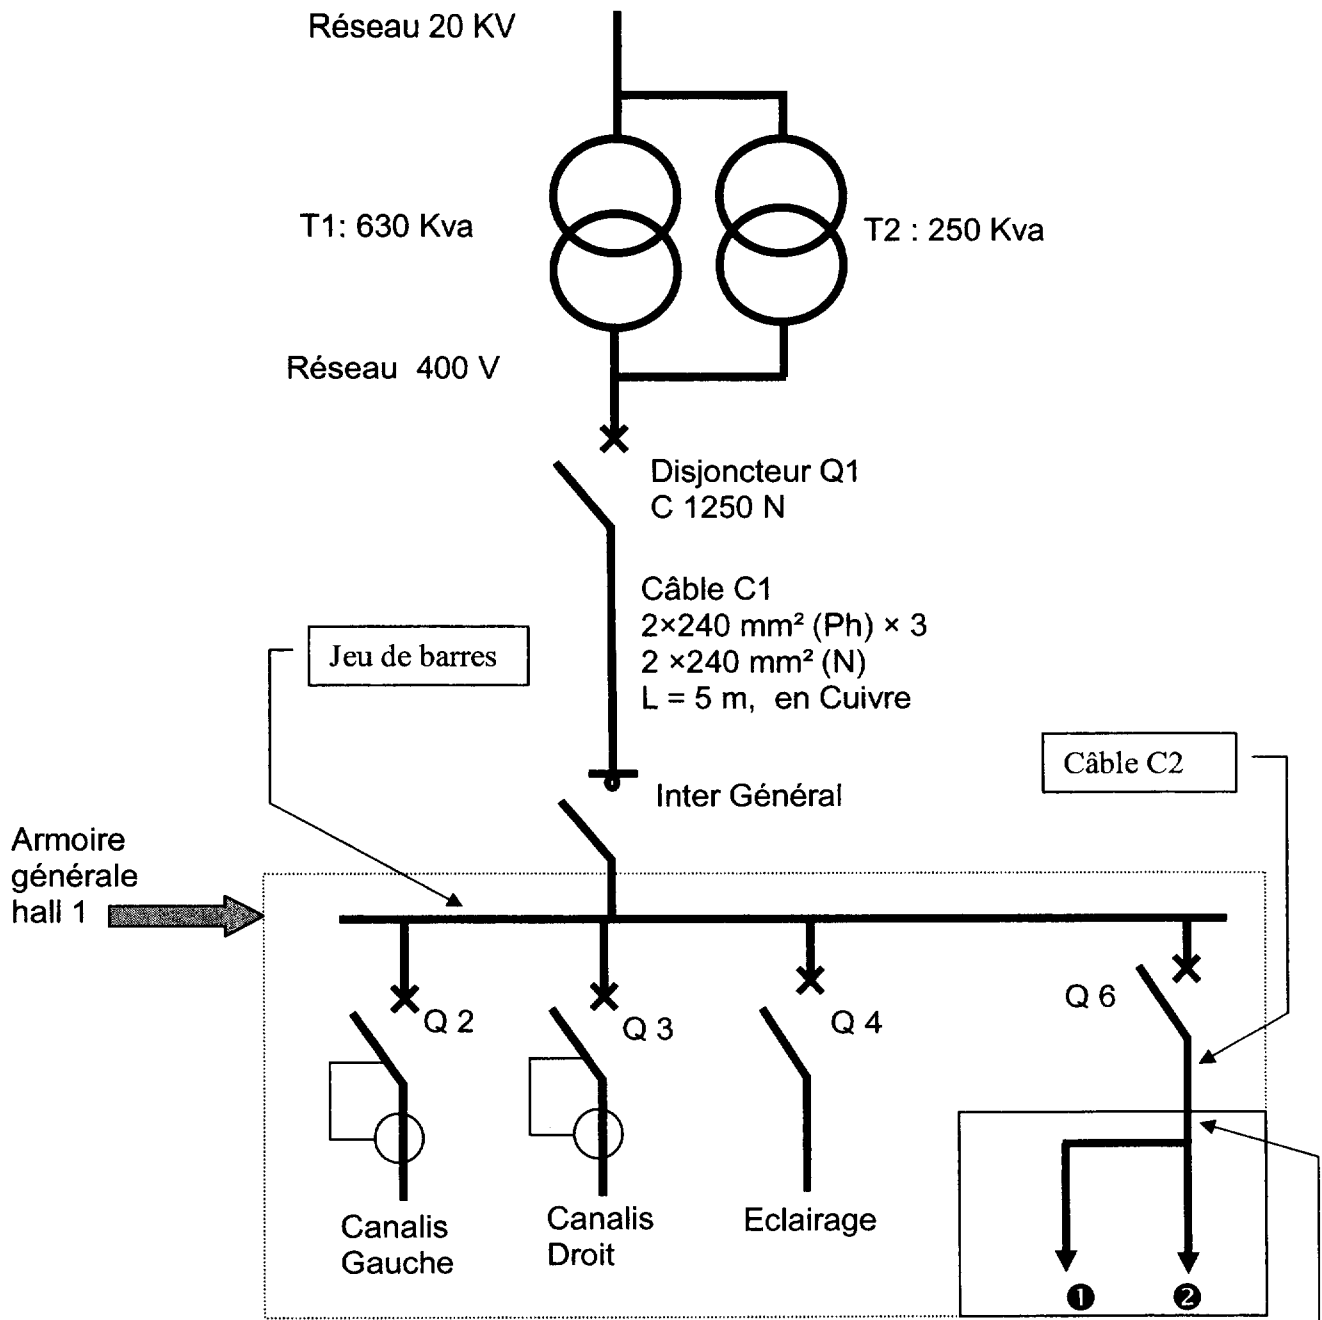 Réseau 20 KV
T1: 630 Kva
T2 : 250 Kva
Réseau 400 V
Disjoncteur Q1
C 1250 N
Câble C1
2×240 mm² (Ph) × 3
2 ×240 mm² (N)
L = 5 m, en Cuivre
Jeu de barres
Câble C2
Inter Général
Armoire
générale
hall 1
Q 2
Q 3
Q 4
Q 6
Canalis
Gauche
Canalis
Droit
Eclairage
❶
❷